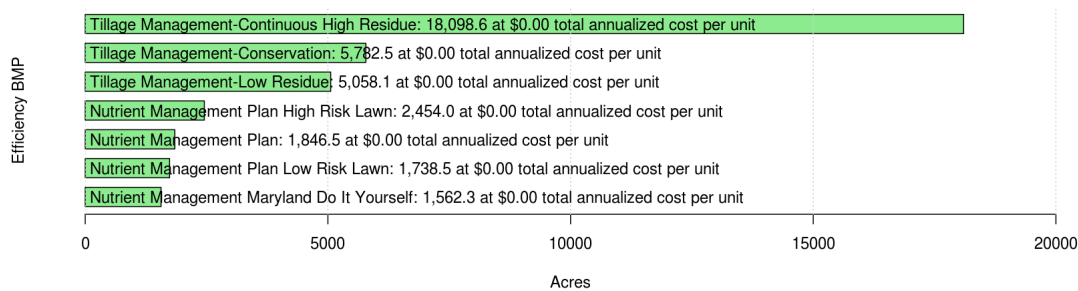 Efficiency BMP
Tillage Management-Continuous High Residue: 18,098.6 at $0.00 total annualized cost per unit
Tillage Management-Conservation: 5,782.5 at $0.00 total annualized cost per unit
Tillage Management-Low Residue: 5,058.1 at $0.00 total annualized cost per unit
Nutrient Management Plan High Risk Lawn: 2,454.0 at $0.00 total annualized cost per unit
Nutrient Management Plan: 1,846.5 at $0.00 total annualized cost per unit
Nutrient Management Plan Low Risk Lawn: 1,738.5 at $0.00 total annualized cost per unit
Nutrient Management Maryland Do It Yourself: 1,562.3 at $0.00 total annualized cost per unit
0 5000 10000 15000 20000
Acres